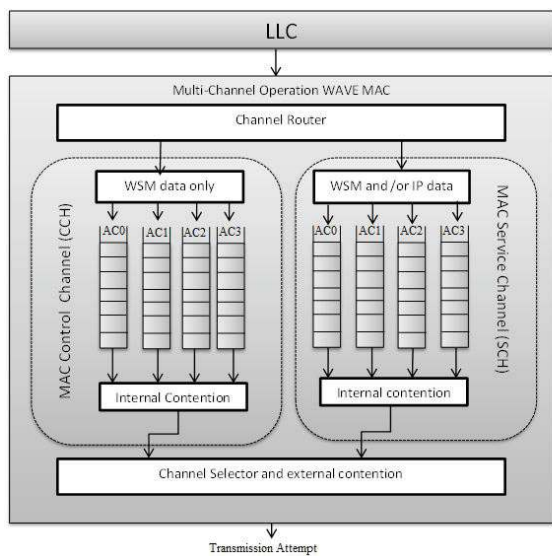 LLC
Multi-Channel Operation WAVE MAC
Channel Router
MAC Control Channel (CCH)
WSM data only
AC0 AC1 AC2 AC3
Internal Contention
WSM and /or IP data
AC0 AC1 AC2 AC3
Internal contention
MAC Service Channel (SCH)
Channel Selector and external contention
Transmission Attempt